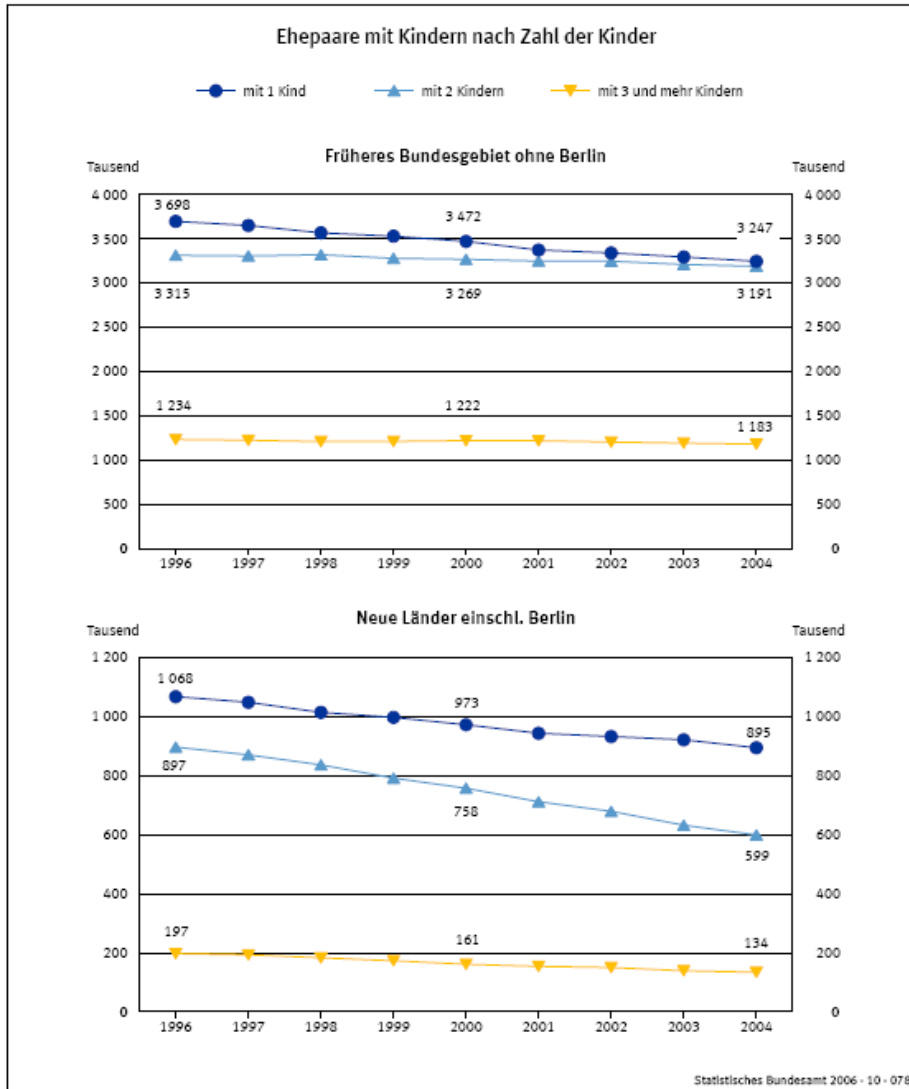 Ehepaare mit Kindern nach Zahl der Kinder
mit 1 Kind mit 2 Kindern mit 3 und mehr Kindern
Früheres Bundesgebiet ohne Berlin
Tausend Tausend
4 000 4 000
3 698 3 472 3 247
3 500 3 500
3 000 3 000
3 315 3 269 3 191
2 500 2 500
2 000 2 000
1 500 1 500
1 234 1 222 1 183
1 000 1 000
500 500
0 0
1996 1997 1998 1999 2000 2001 2002 2003 2004
Neue Länder einschl. Berlin
Tausend Tausend
1 200 1 200
1 068 973 895
1 000 1 000
897 758 599
800 800
600 600
400 400
197 161 134
200 200
0 0
1996 1997 1998 1999 2000 2001 2002 2003 2004
Statistisches Bundesamt 2006 - 10 - 078